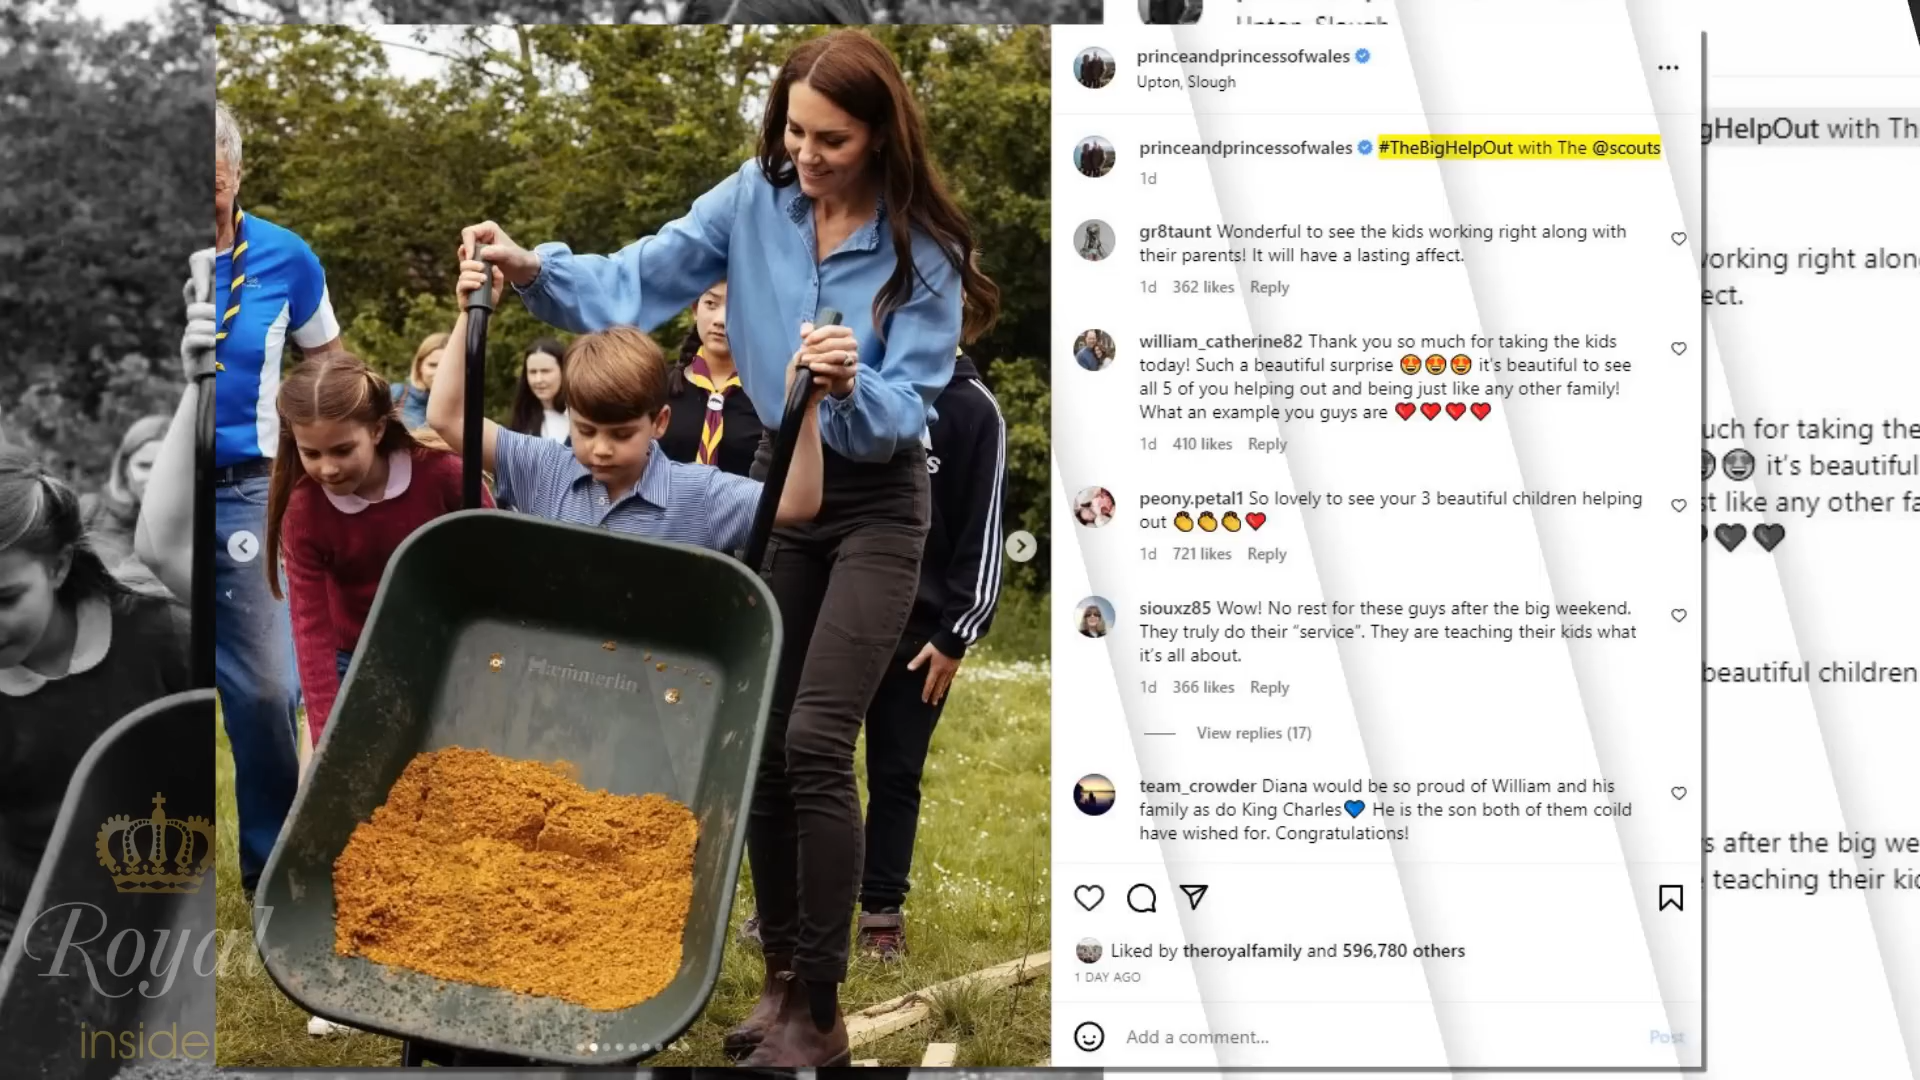 Upton, Slough
princeandprincessofwales
Upton, Slough
princeandprincessofwales #TheBigHelpOut with The @scouts
1d
gr8taunt Wonderful to see the kids working right along with
their parents! It will have a lasting affect.
1d 362 likes Reply
william_catherine82 Thank you so much for taking the kids
today! Such a beautiful surprise 🤩🤩🤩 it's beautiful to see
all 5 of you helping out and being just like any other family!
What an example you guys are ❤️❤️❤️❤️
1d 410 likes Reply
peony.petal1 So lovely to see your 3 beautiful children helping
out 👏👏👏❤️
1d 721 likes Reply
siouxz85 Wow! No rest for these guys after the big weekend.
They truly do their “service”. They are teaching their kids what
it’s all about.
1d 366 likes Reply
View replies (17)
team_crowder Diana would be so proud of William and his
family as do King Charles💙 He is the son both of them coild
have wished for. Congratulations!
Liked by theroyalfamily and 596,780 others
1 DAY AGO
Add a comment...
Post
gHelpOut with Th
orking right alon
ect.
uch for taking the
🤩 it's beautiful
st like any other fa
beautiful children
s after the big we
teaching their kid
Hæmmerlin
Royal
insider